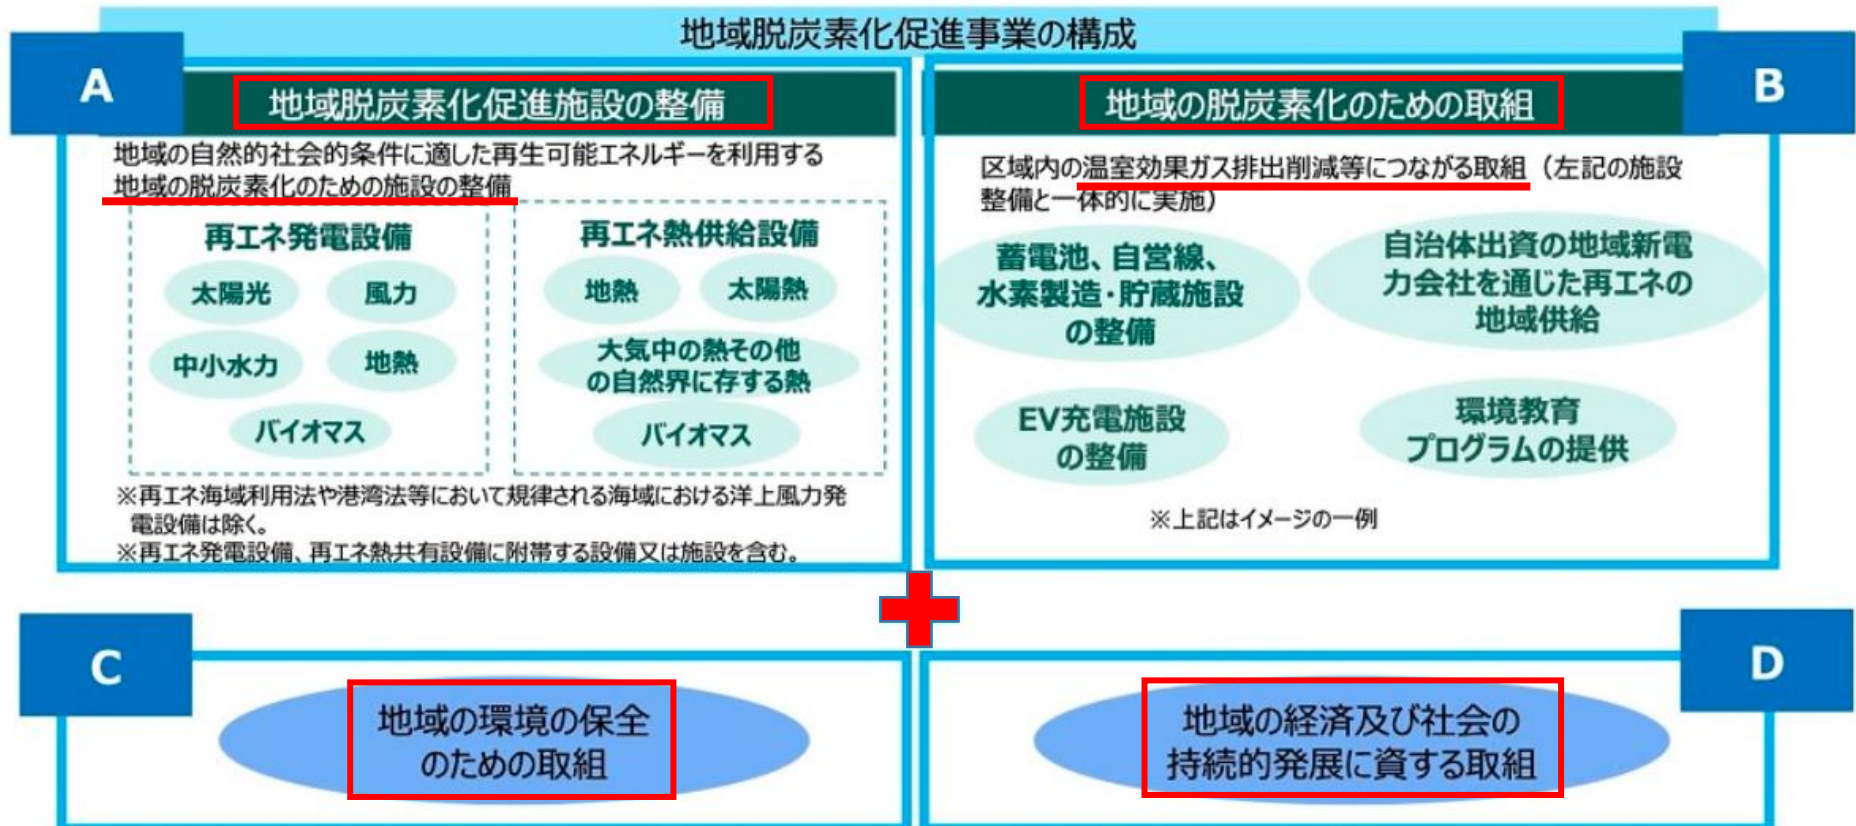 地域脱炭素化促進事業の構成
A
地域脱炭素化促進施設の整備
地域の自然的社会的条件に適した再生可能エネルギーを利用する
地域の脱炭素化のための施設の整備
再エネ発電設備
太陽光
風力
中小水力
地熱
バイオマス
再エネ熱供給設備
地熱
太陽熱
大気中の熱その他
の自然界に存する熱
バイオマス
※再エネ海域利用法や港湾法等において規律される海域における洋上風力発
電設備は除く。
※再エネ発電設備、再エネ熱共有設備に附帯する設備又は施設を含む。
B
地域の脱炭素化のための取組
区域内の温室効果ガス排出削減等につながる取組（左記の施設
整備と一体的に実施）
蓄電池、自営線、
水素製造・貯蔵施設
の整備
自治体出資の地域新電
力会社を通じた再エネの
地域供給
EV充電施設
の整備
環境教育
プログラムの提供
※上記はイメージの一例
C
地域の環境の保全
のための取組
D
地域の経済及び社会の
持続的発展に資する取組